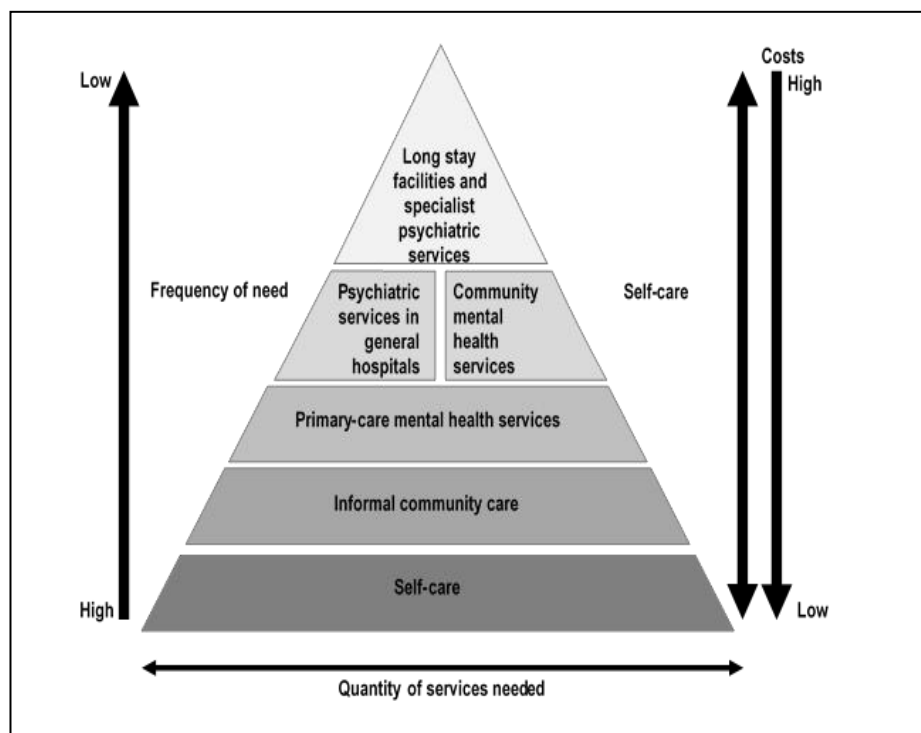 Costs
Low
High
Long stay
facilities and
specialist
psychiatric
services
Frequency of need
Psychiatric
services in
general
hospitals
Community
mental
health
services
Self-care
Primary-care mental health services
Informal community care
Self-care
High
Low
Quantity of services needed